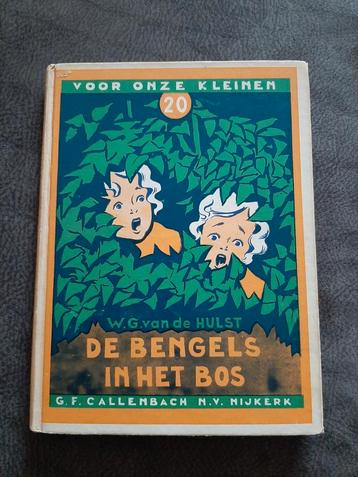 VOOR ONZE KLEINEN
20
W.G. van de HULST
DE BENGELS
IN HET BOS
G.F. CALLENBACH N.V. NIJKERK